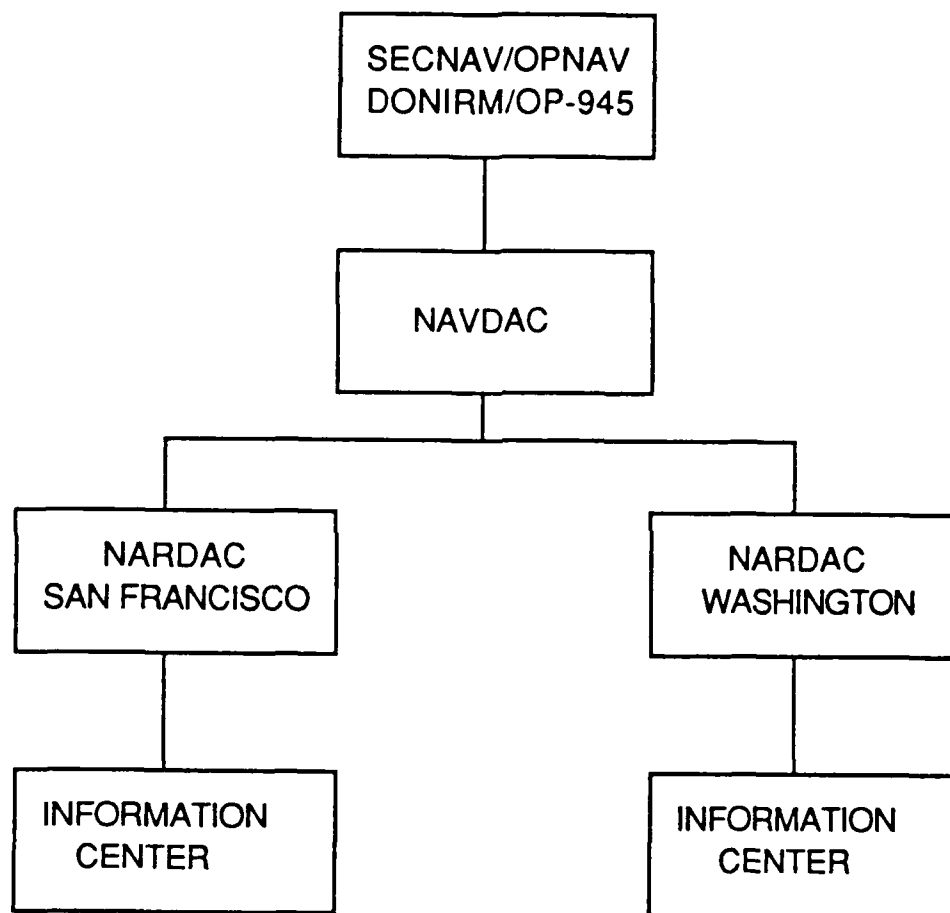 SECNAV/OPNAV
DONIRM/OP-945
NAVDAC
NARDAC
SAN FRANCISCO
NARDAC
WASHINGTON
INFORMATION
CENTER
INFORMATION
CENTER